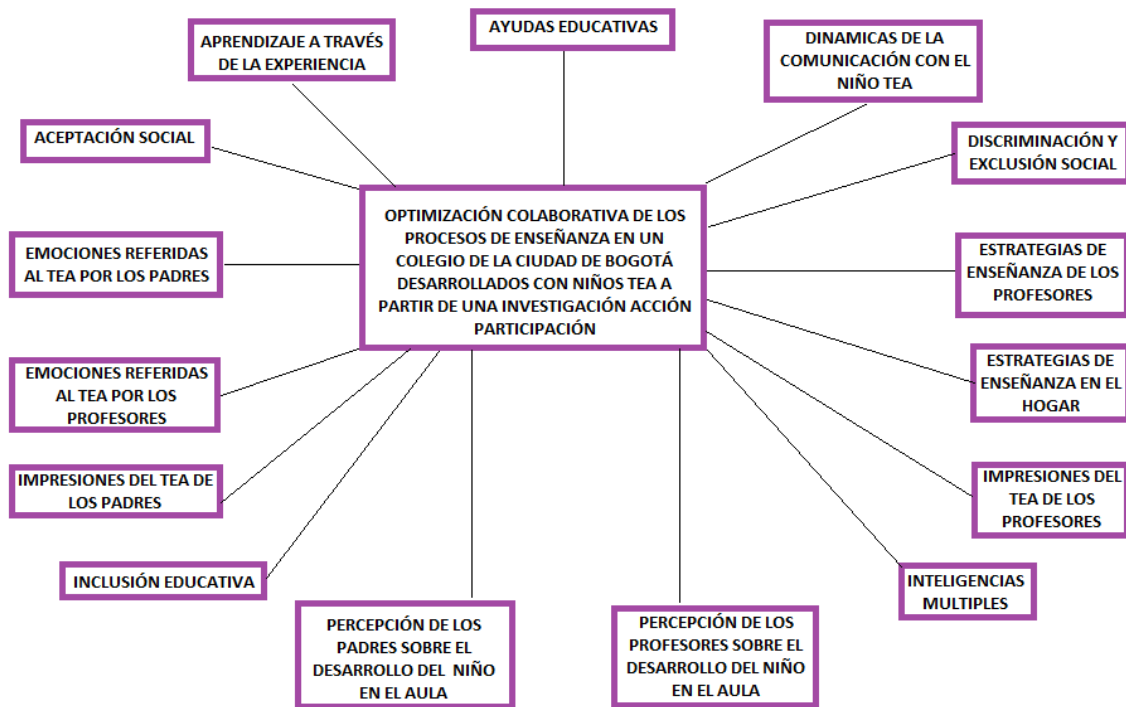 AYUDAS EDUCATIVAS
APRENDIZAJE A TRAVÉS
DE LA EXPERIENCIA
DINAMICAS DE LA
COMUNICACIÓN CON EL
NIÑO TEA
ACEPTACIÓN SOCIAL
DISCRIMINACIÓN Y
EXCLUSIÓN SOCIAL
OPTIMIZACIÓN COLABORATIVA DE LOS
PROCESOS DE ENSEÑANZA EN UN
COLEGIO DE LA CIUDAD DE BOGOTÁ
DESARROLLADOS CON NIÑOS TEA A
PARTIR DE UNA INVESTIGACIÓN ACCIÓN
PARTICIPACIÓN
EMOCIONES REFERIDAS
AL TEA POR LOS PADRES
ESTRATEGIAS DE
ENSEÑANZA DE LOS
PROFESORES
EMOCIONES REFERIDAS
AL TEA POR LOS
PROFESORES
ESTRATEGIAS DE
ENSEÑANZA EN EL
HOGAR
IMPRESIONES DEL TEA DE
LOS PADRES
IMPRESIONES DEL
TEA DE LOS
PROFESORES
INCLUSIÓN EDUCATIVA
INTELIGENCIAS
MULTIPLES
PERCEPCIÓN DE LOS
PADRES SOBRE EL
DESARROLLO DEL NIÑO
EN EL AULA
PERCEPCIÓN DE LOS
PROFESORES SOBRE EL
DESARROLLO DEL NIÑO
EN EL AULA